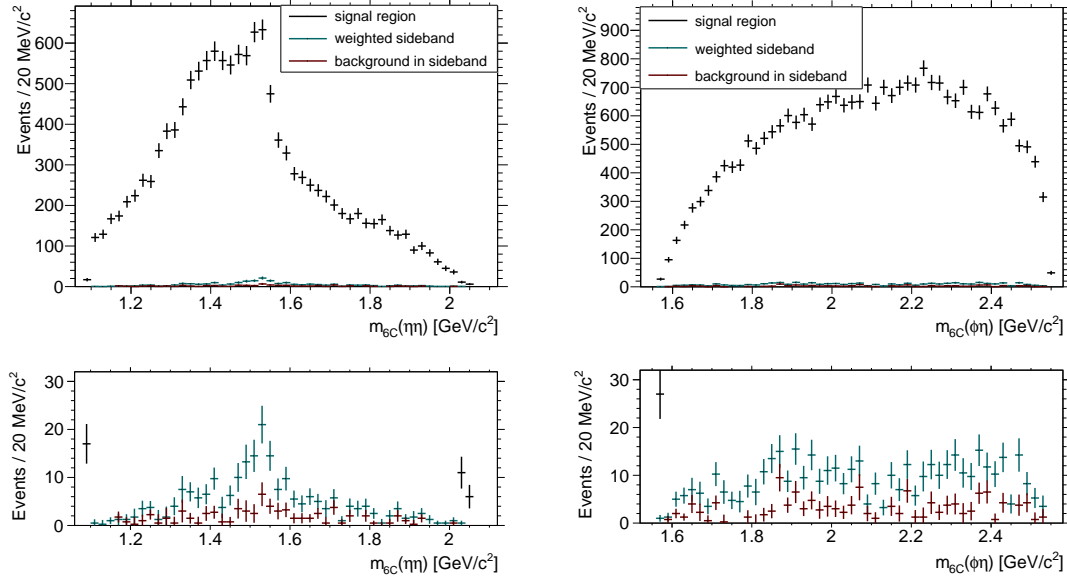 Events / 20 MeV/c²
600
500
400
300
200
100
0
signal region
weighted sideband
background in sideband
1.2 1.4 1.6 1.8 2
m6C(ηη) [GeV/c²]
Events / 20 MeV/c²
900
800
700
600
500
400
300
200
100
0
signal region
weighted sideband
background in sideband
1.6 1.8 2 2.2 2.4
m6C(ϕη) [GeV/c²]
Events / 20 MeV/c²
30
20
10
0
1.2 1.4 1.6 1.8 2
m6C(ηη) [GeV/c²]
Events / 20 MeV/c²
30
20
10
0
1.6 1.8 2 2.2 2.4
m6C(ϕη) [GeV/c²]